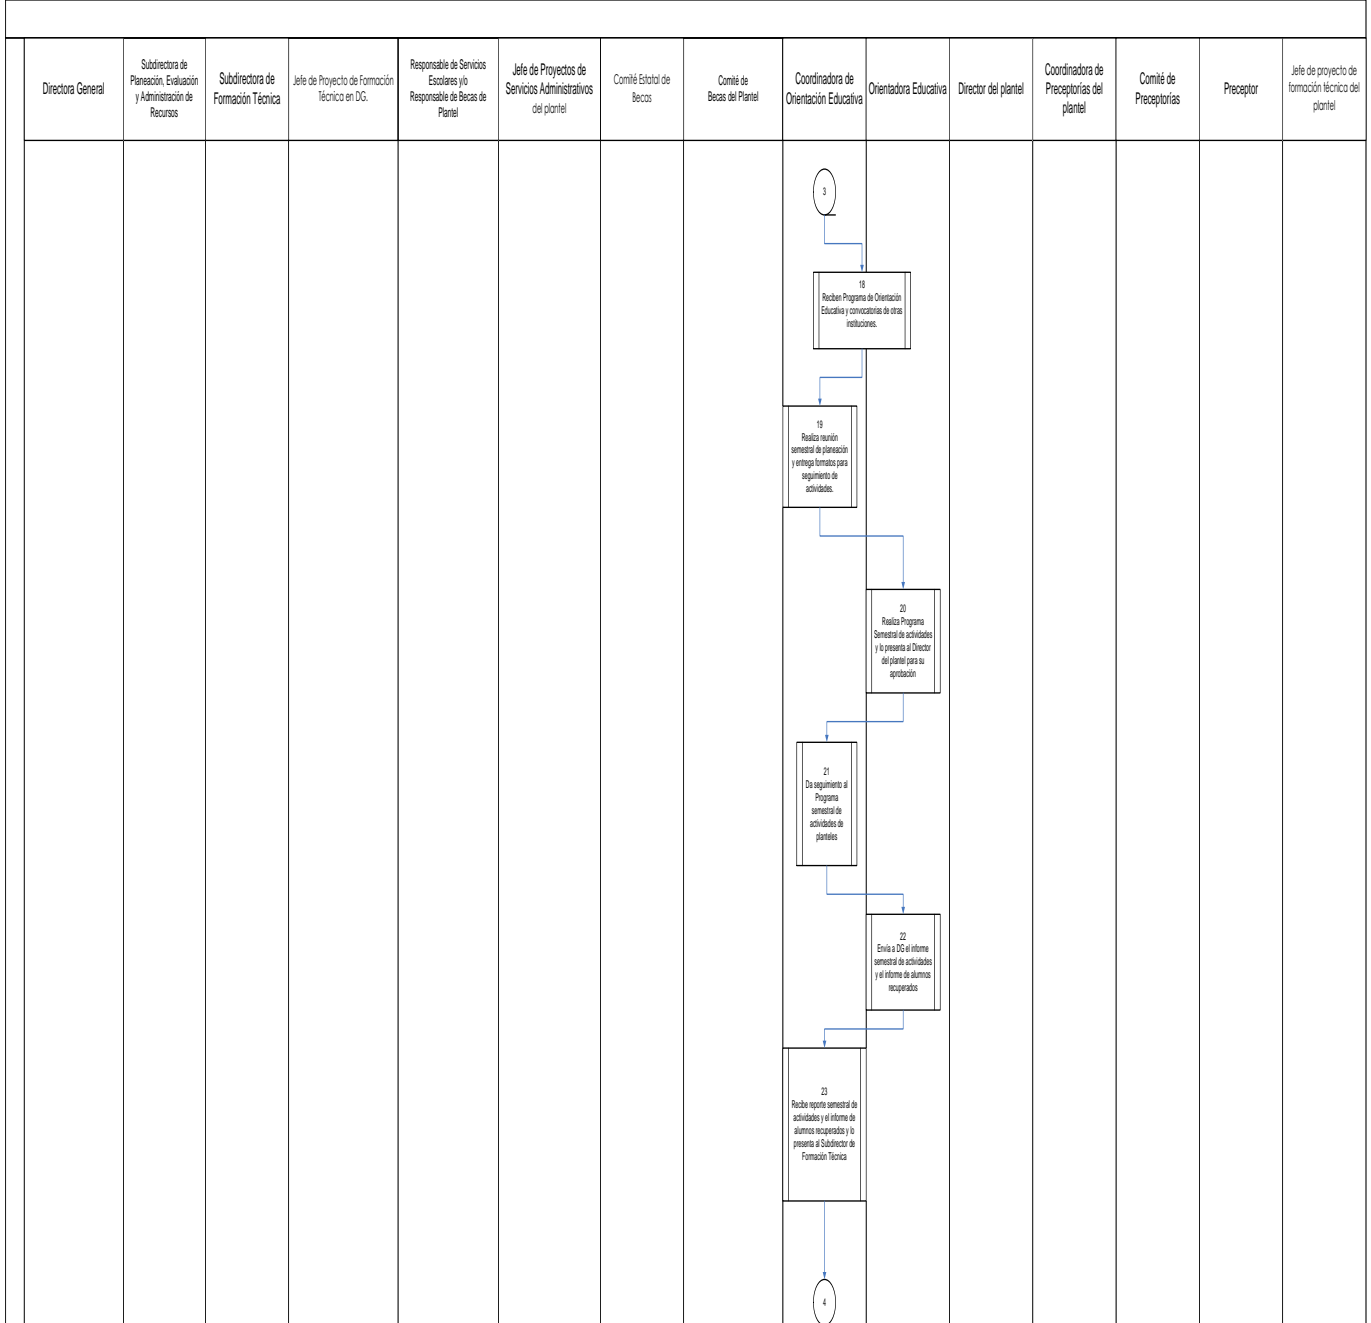 Directora General
Subdirectora de
Planeación, Evaluación
y Administración de
Recursos
Subdirectora de
Formación Técnica
Jefe de Proyecto de Formación
Técnica en DG.
Responsable de Servicios
Escolares y/o
Responsable de Becas de
Plantel
Jefe de Proyectos de
Servicios Administrativos
del plantel
Comité Estatal de
Becas
Comité de
Becas del Plantel
Coordinadora de
Orientación Educativa
Orientadora Educativa
Director del plantel
Coordinadora de
Preceptorías del
plantel
Comité de
Preceptorías
Preceptor
Jefe de proyecto de
formación técnica del
plantel
3
18
Reciben Programa de Orientación
Educativa y convocatorias de otras
instituciones.
19
Realiza reunión
semestral de planeación
y entrega formatos para
seguimiento de
actividades.
20
Realiza Programa
Semestral de actividades
y lo presenta al Director
del plantel para su
aprobación
21
Da seguimiento al
Programa
semestral de
actividades de
planteles
22
Envía a DG el informe
semestral de actividades
y el informe de alumnos
recuperados
23
Recibe reporte semestral de
actividades y el informe de
alumnos recuperados y lo
presenta al Subdirector de
Formación Técnica
4